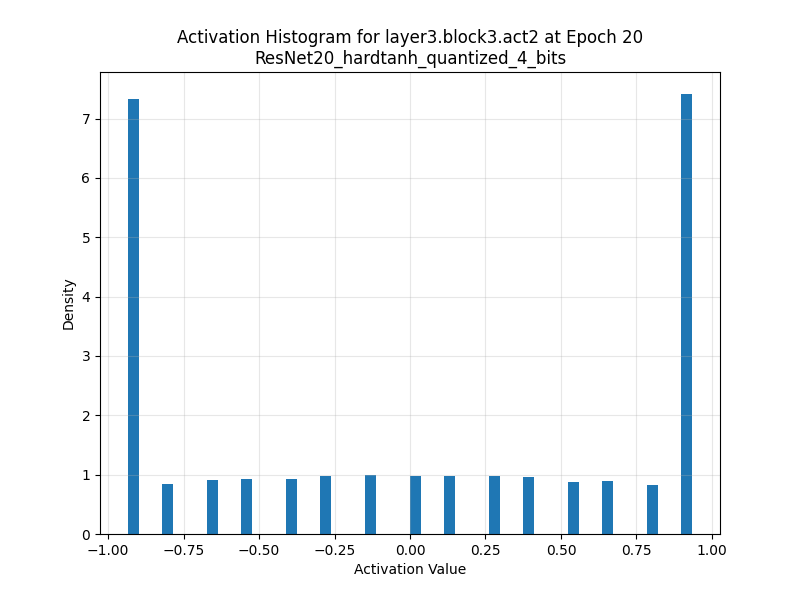 Activation Histogram for layer3.block3.act2 at Epoch 20
ResNet20_hardtanh_quantized_4_bits
7
6
5
4
3
2
1
0
Density
−1.00 −0.75 −0.50 −0.25 0.00 0.25 0.50 0.75 1.00
Activation Value